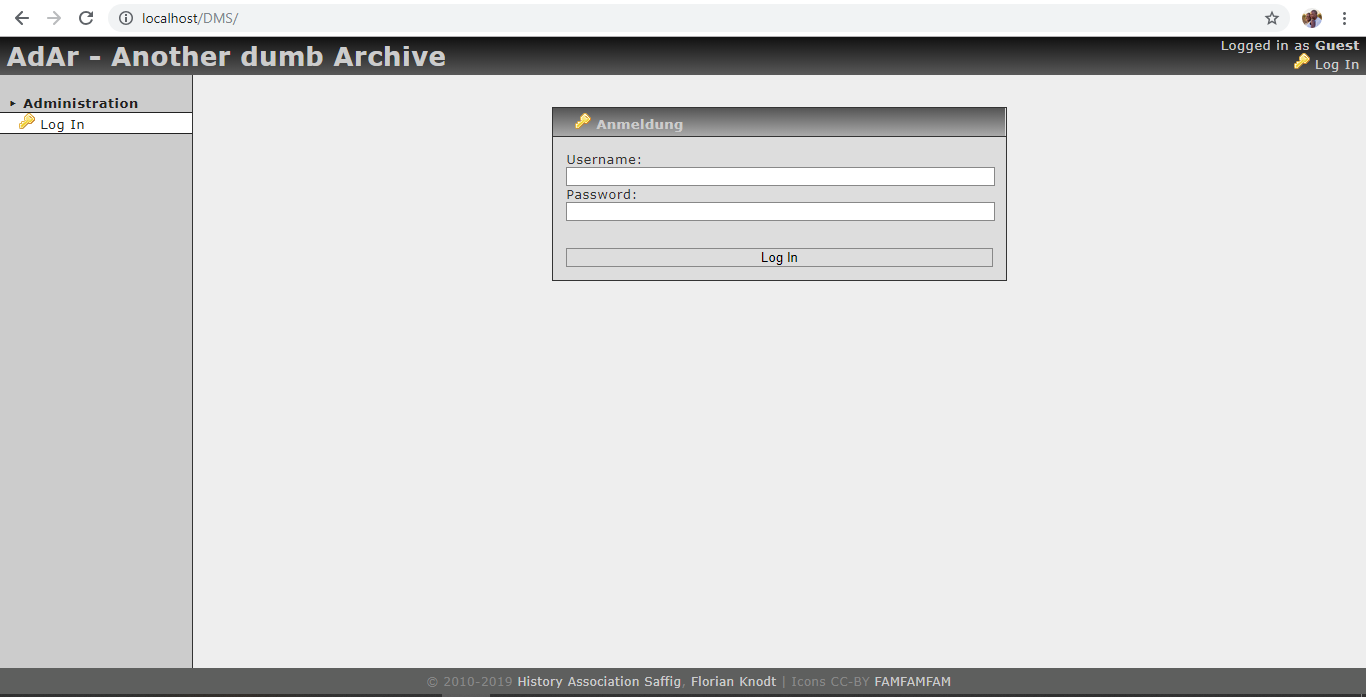 localhost/DMS/
AdAr - Another dumb Archive
Logged in as Guest
Log In
Administration
Log In
Anmeldung
Username:
Password:
Log In
© 2010-2019 History Association Saffig, Florian Knodt | Icons CC-BY FAMFAMFAM